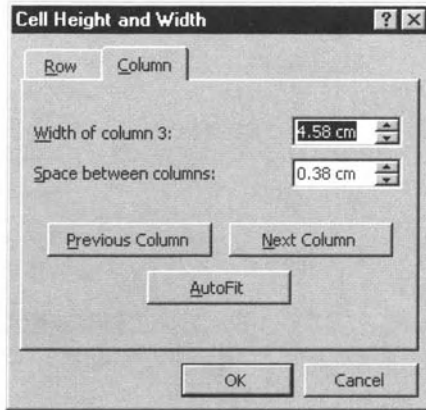 Cell Height and Width
Row Column
Width of column 3: 4.58 cm
Space between columns: 0.38 cm
Previous Column Next Column
AutoFit
OK Cancel